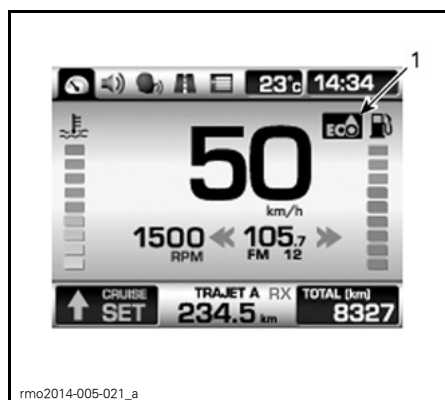 1
23°c 14:34
ECO
50
km/h
1500 105.7
RPM FM 12
CRUISE TRAJET A RX TOTAL [km]
SET 234.5 km 8327
rmo2014-005-021_a